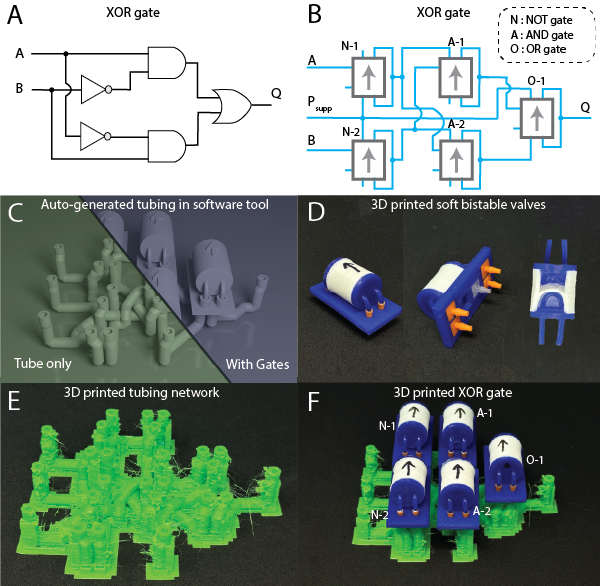 A
XOR gate
A
B
Q
B
XOR gate
N : NOT gate
A : AND gate
O : OR gate
N-1
A-1
A
O-1
Psupp
Q
B
N-2
A-2
C
Auto-generated tubing in software tool
Tube only
With Gates
D
3D printed soft bistable valves
E
3D printed tubing network
F
3D printed XOR gate
N-1
A-1
O-1
N-2
A-2